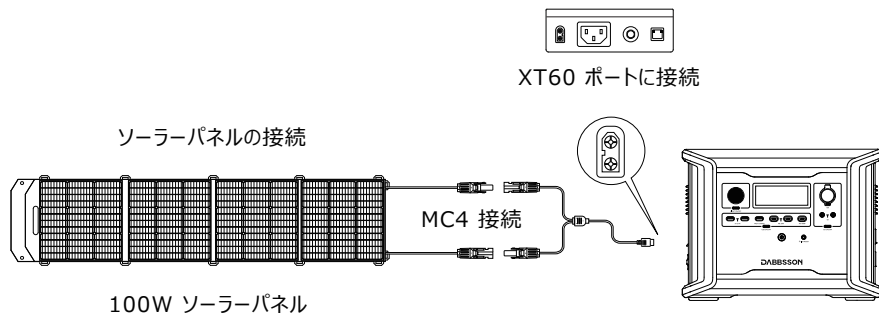 XT60 ポートに接続
ソーラーパネルの接続
MC4 接続
DABBSSON
100W ソーラーパネル